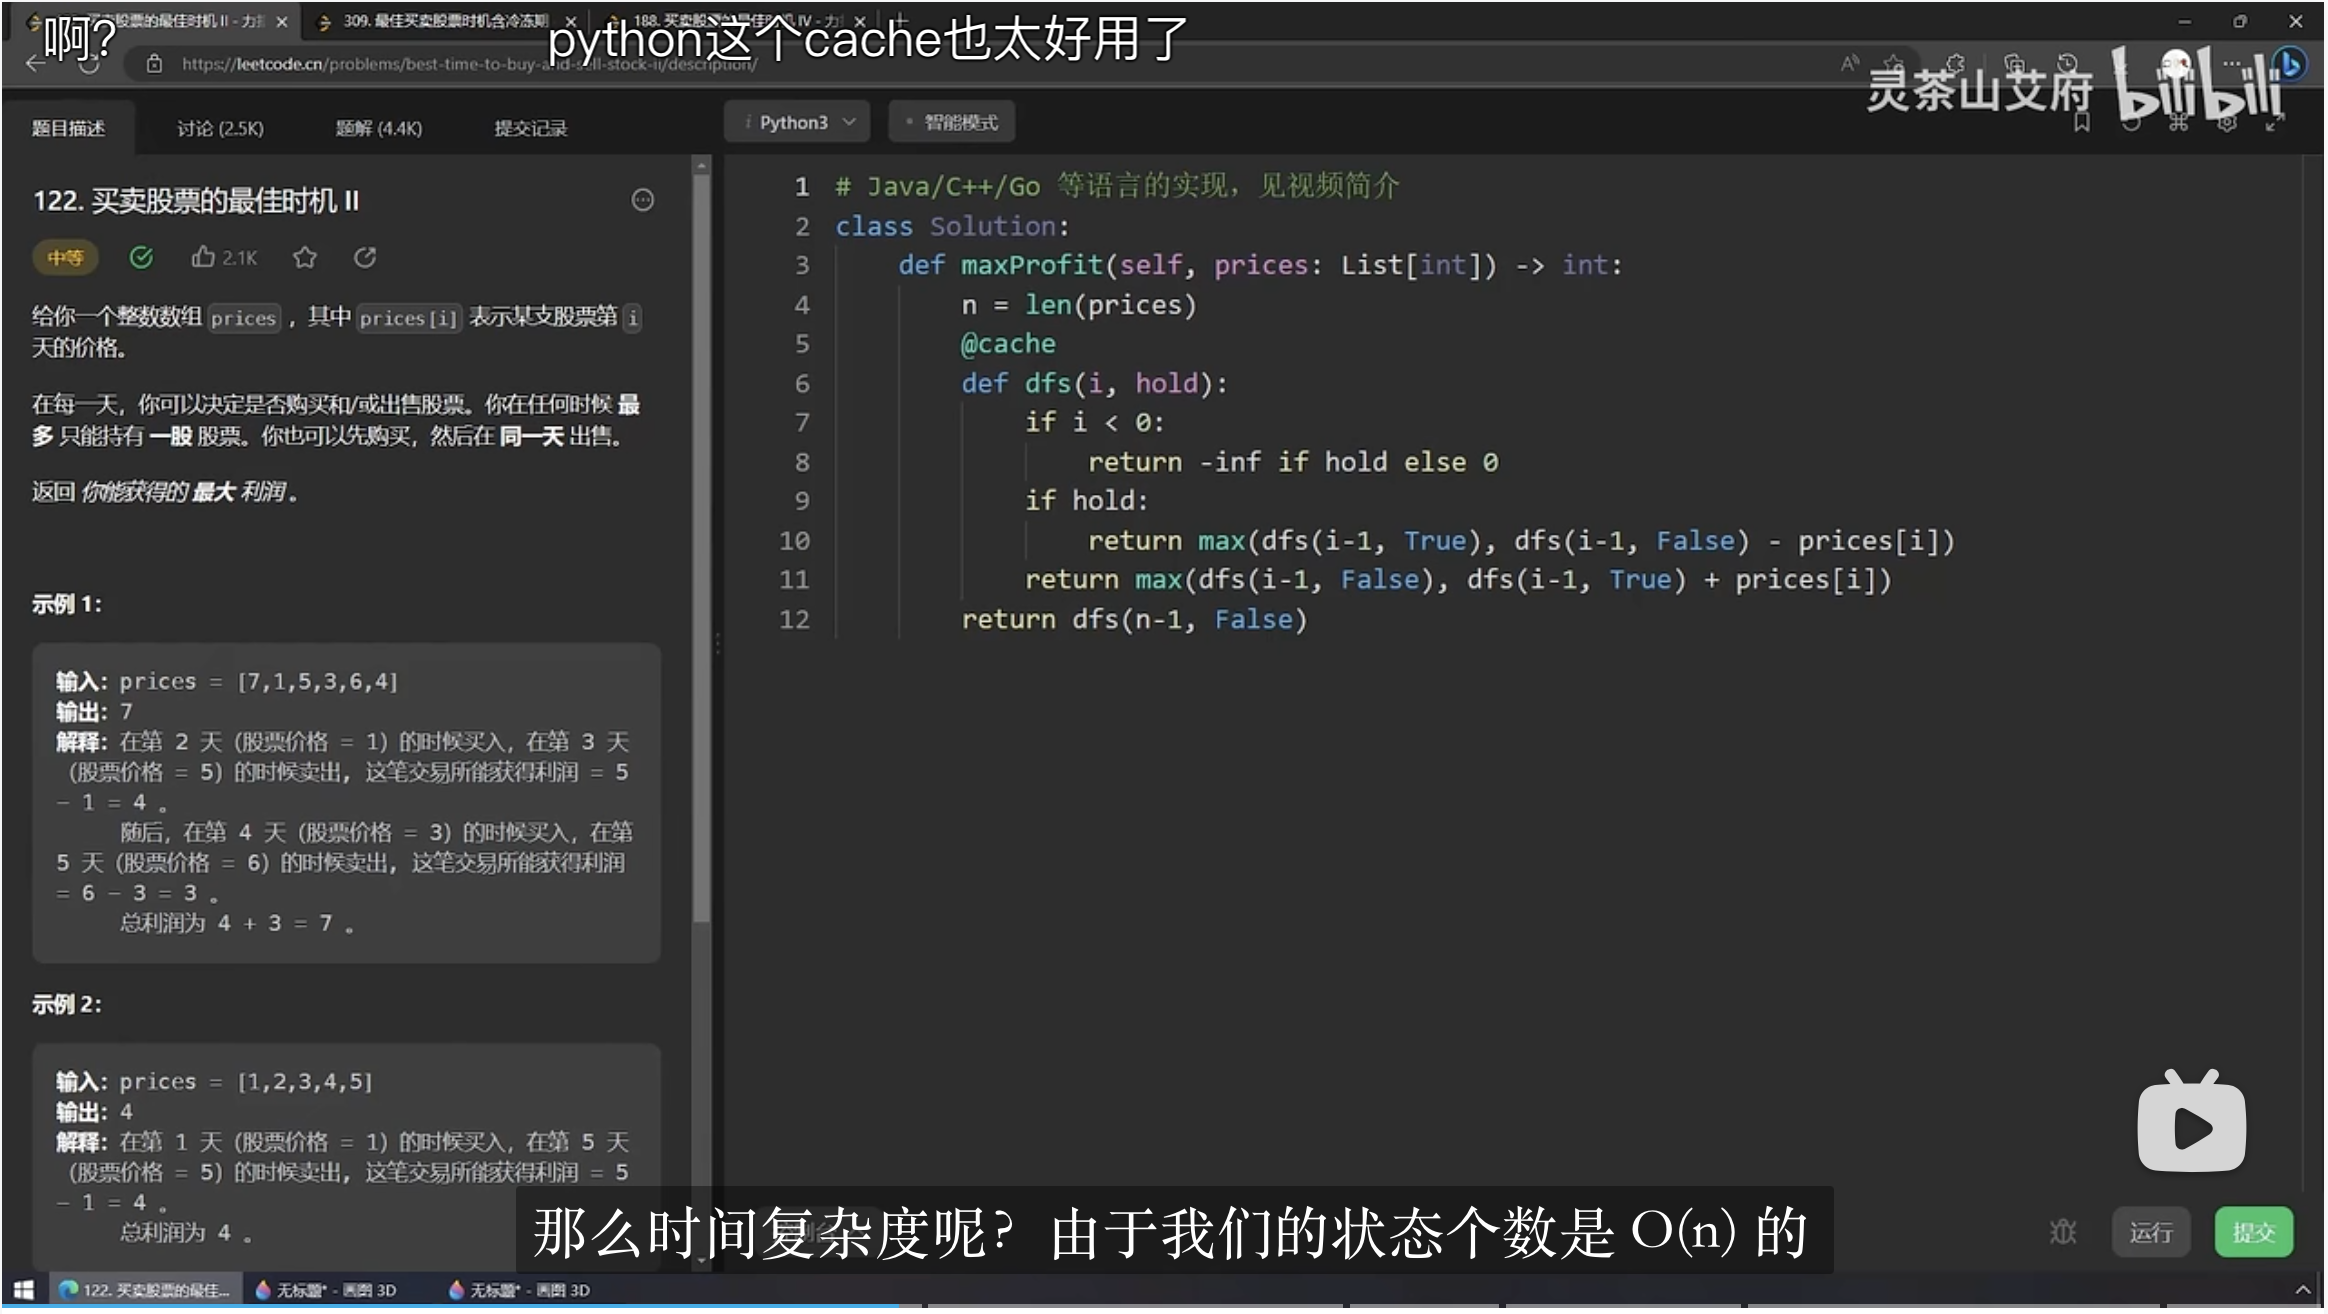 啊?
python这个cache也太好用了
309. 最佳买卖股票时机含冷冻期
https://leetcode.cn/problems/best-time-to-buy-and-sell-stock-ii/description/
灵茶山艾府 bilibili
题目描述
讨论 (2.5K)
题解 (4.4K)
提交记录
Python3
智能模式
122. 买卖股票的最佳时机 II
中等
2.1K
给你一个整数数组 prices ，其中 prices[i] 表示某支股票第 i
天的价格。
在每一天，你可以决定是否购买和/或出售股票。你在任何时候 最
多 只能持有 一股 股票。你也可以先购买，然后在 同一天 出售。
返回 你能获得的 最大 利润 。
示例 1：
输入：prices = [7,1,5,3,6,4]
输出：7
解释：在第 2 天（股票价格 = 1）的时候买入，在第 3 天
（股票价格 = 5）的时候卖出, 这笔交易所能获得利润 = 5
- 1 = 4 。
随后，在第 4 天（股票价格 = 3）的时候买入，在第
5 天（股票价格 = 6）的时候卖出, 这笔交易所能获得利润
= 6 - 3 = 3 。
总利润为 4 + 3 = 7 。
示例 2：
输入：prices = [1,2,3,4,5]
输出：4
解释：在第 1 天（股票价格 = 1）的时候买入，在第 5 天
（股票价格 = 5）的时候卖出, 这笔交易所能获得利润 = 5
- 1 = 4 。
总利润为 4 。
1 # Java/C++/Go 等语言的实现，见视频简介
2 class Solution:
3 def maxProfit(self, prices: List[int]) -> int:
4 n = len(prices)
5 @cache
6 def dfs(i, hold):
7 if i < 0:
8 return -inf if hold else 0
9 if hold:
10 return max(dfs(i-1, True), dfs(i-1, False) - prices[i])
11 return max(dfs(i-1, False), dfs(i-1, True) + prices[i])
12 return dfs(n-1, False)
那么时间复杂度呢？由于我们的状态个数是 O(n) 的
运行
提交
122. 买卖股票的最佳...
无标题* - 画图 3D
无标题* - 画图 3D